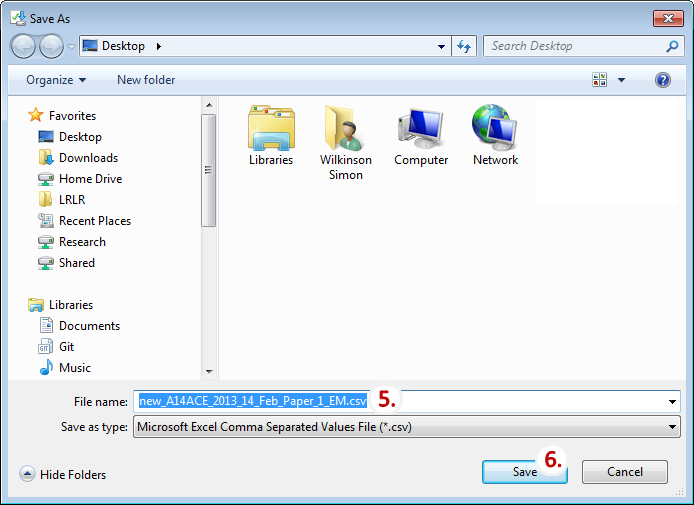 Save As
Desktop
Search Desktop
Organize
New folder
Favorites
Desktop
Downloads
Home Drive
LRLR
Recent Places
Research
Shared
Libraries
Documents
Git
Music
Libraries
Wilkinson
Simon
Computer
Network
File name: new_A14ACE_2013_14_Feb_Paper_1_EM.csv 5.
Save as type: Microsoft Excel Comma Separated Values File (*.csv)
Hide Folders
Save 6.
Cancel